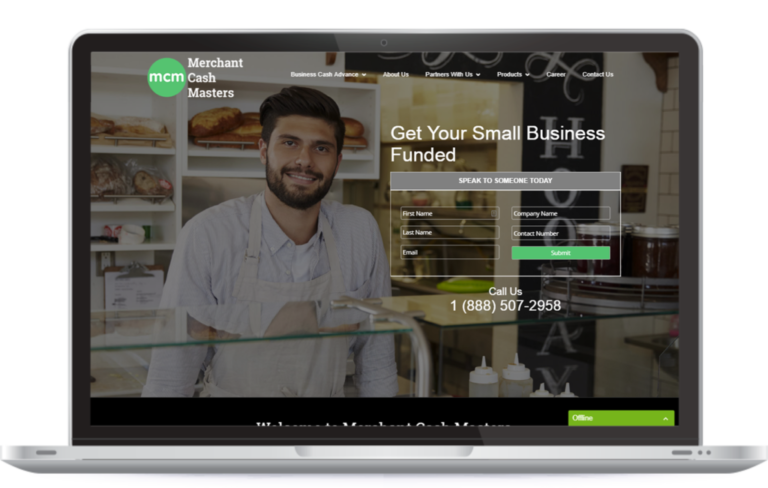 mcm
Merchant
Cash
Masters
Business Cash Advance
About Us
Partners With Us
Products
Career
Contact Us
Get Your Small Business
Funded
SPEAK TO SOMEONE TODAY
First Name
Company Name
Last Name
Contact Number
Email
Submit
Call Us
1 (888) 507-2958
Welcome to Merchant Cash Masters
Offline